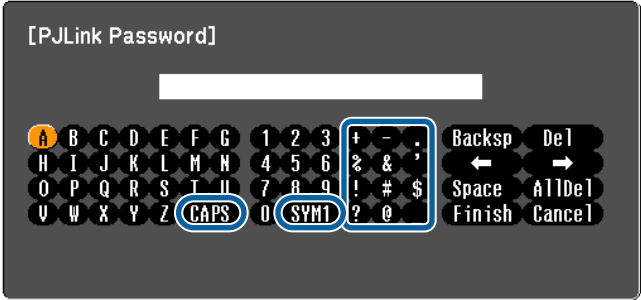 [PJLink Password]
A B C D E F G 1 2 3 + - . Backsp Del
H I J K L M N 4 5 6 % & ' ← →
O P Q R S T U 7 8 9 ! # $ Space AllDel
V W X Y Z CAPS 0 SYM1 ? @ Finish Cancel